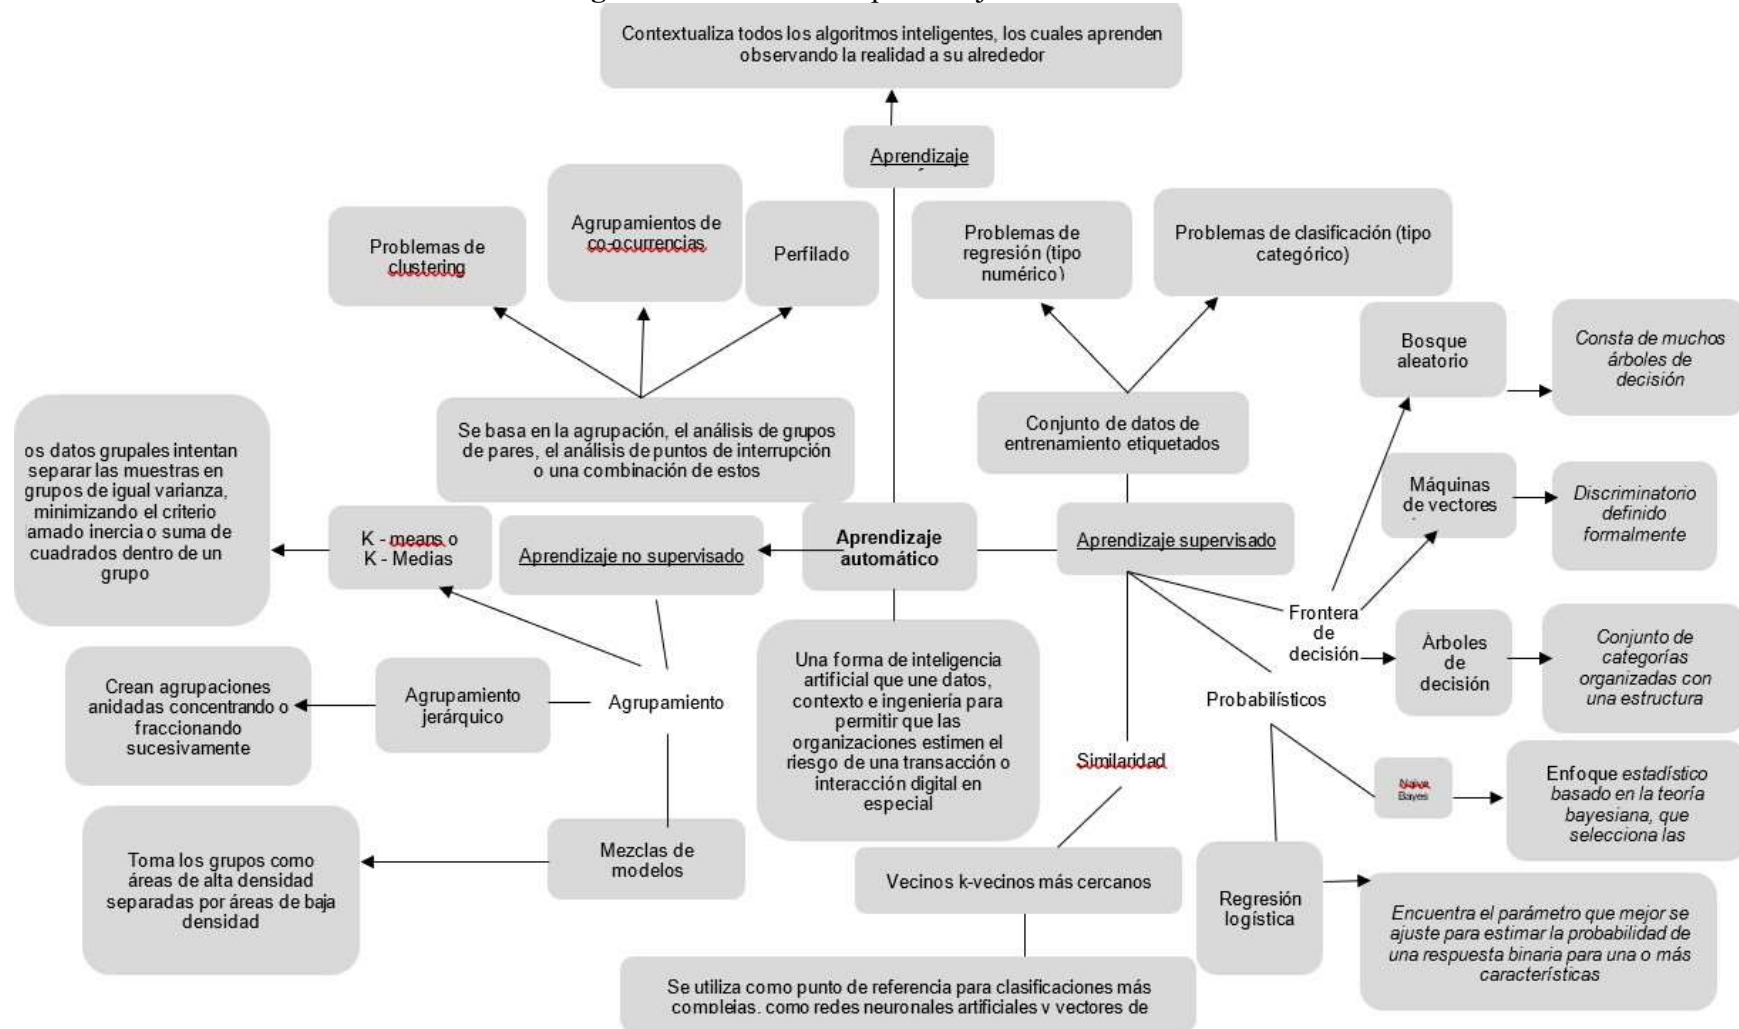 Contextualiza todos los algoritmos inteligentes, los cuales aprenden
observando la realidad a su alrededor
Aprendizaje
Problemas de
clustering
Agrupamientos de
co-ocurrencias
Perfilado
Problemas de
regresión (tipo
numérico)
Problemas de clasificación (tipo
categórico)
Bosque
aleatorio
Consta de muchos
árboles de
decisión
Se basa en la agrupación, el análisis de grupos
de pares, el análisis de puntos de interrupción
o una combinación de estos
Conjunto de datos de
entrenamiento etiquetados
os datos grupales intentan
separar las muestras en
grupos de igual varianza,
minimizando el criterio
amado inercia o suma de
cuadrados dentro de un
grupo
K - means o
K - Medias
Aprendizaje no supervisado
Aprendizaje
automático
Aprendizaje supervisado
Máquinas
de vectores
Discriminatorio
definido
formalmente
Frontera
de
decisión
Árboles
de
decisión
Conjunto de
categorías
organizadas con
una estructura
Crean agrupaciones
anidadas concentrando o
fraccionando
sucesivamente
Agrupamiento
jerárquico
Agrupamiento
Una forma de inteligencia
artificial que une datos,
contexto e ingeniería para
permitir que las
organizaciones estimen el
riesgo de una transacción o
interacción digital en
especial
Probabilísticos
Similaridad
Naive
Bayes
Enfoque estadístico
basado en la teoría
bayesiana, que
selecciona las
Toma los grupos como
áreas de alta densidad
separadas por áreas de baja
densidad
Mezclas de
modelos
Vecinos k-vecinos más cercanos
Regresión
logística
Encuentra el parámetro que mejor se
ajuste para estimar la probabilidad de
una respuesta binaria para una o más
características
Se utiliza como punto de referencia para clasificaciones más
complejas, como redes neuronales artificiales y vectores de